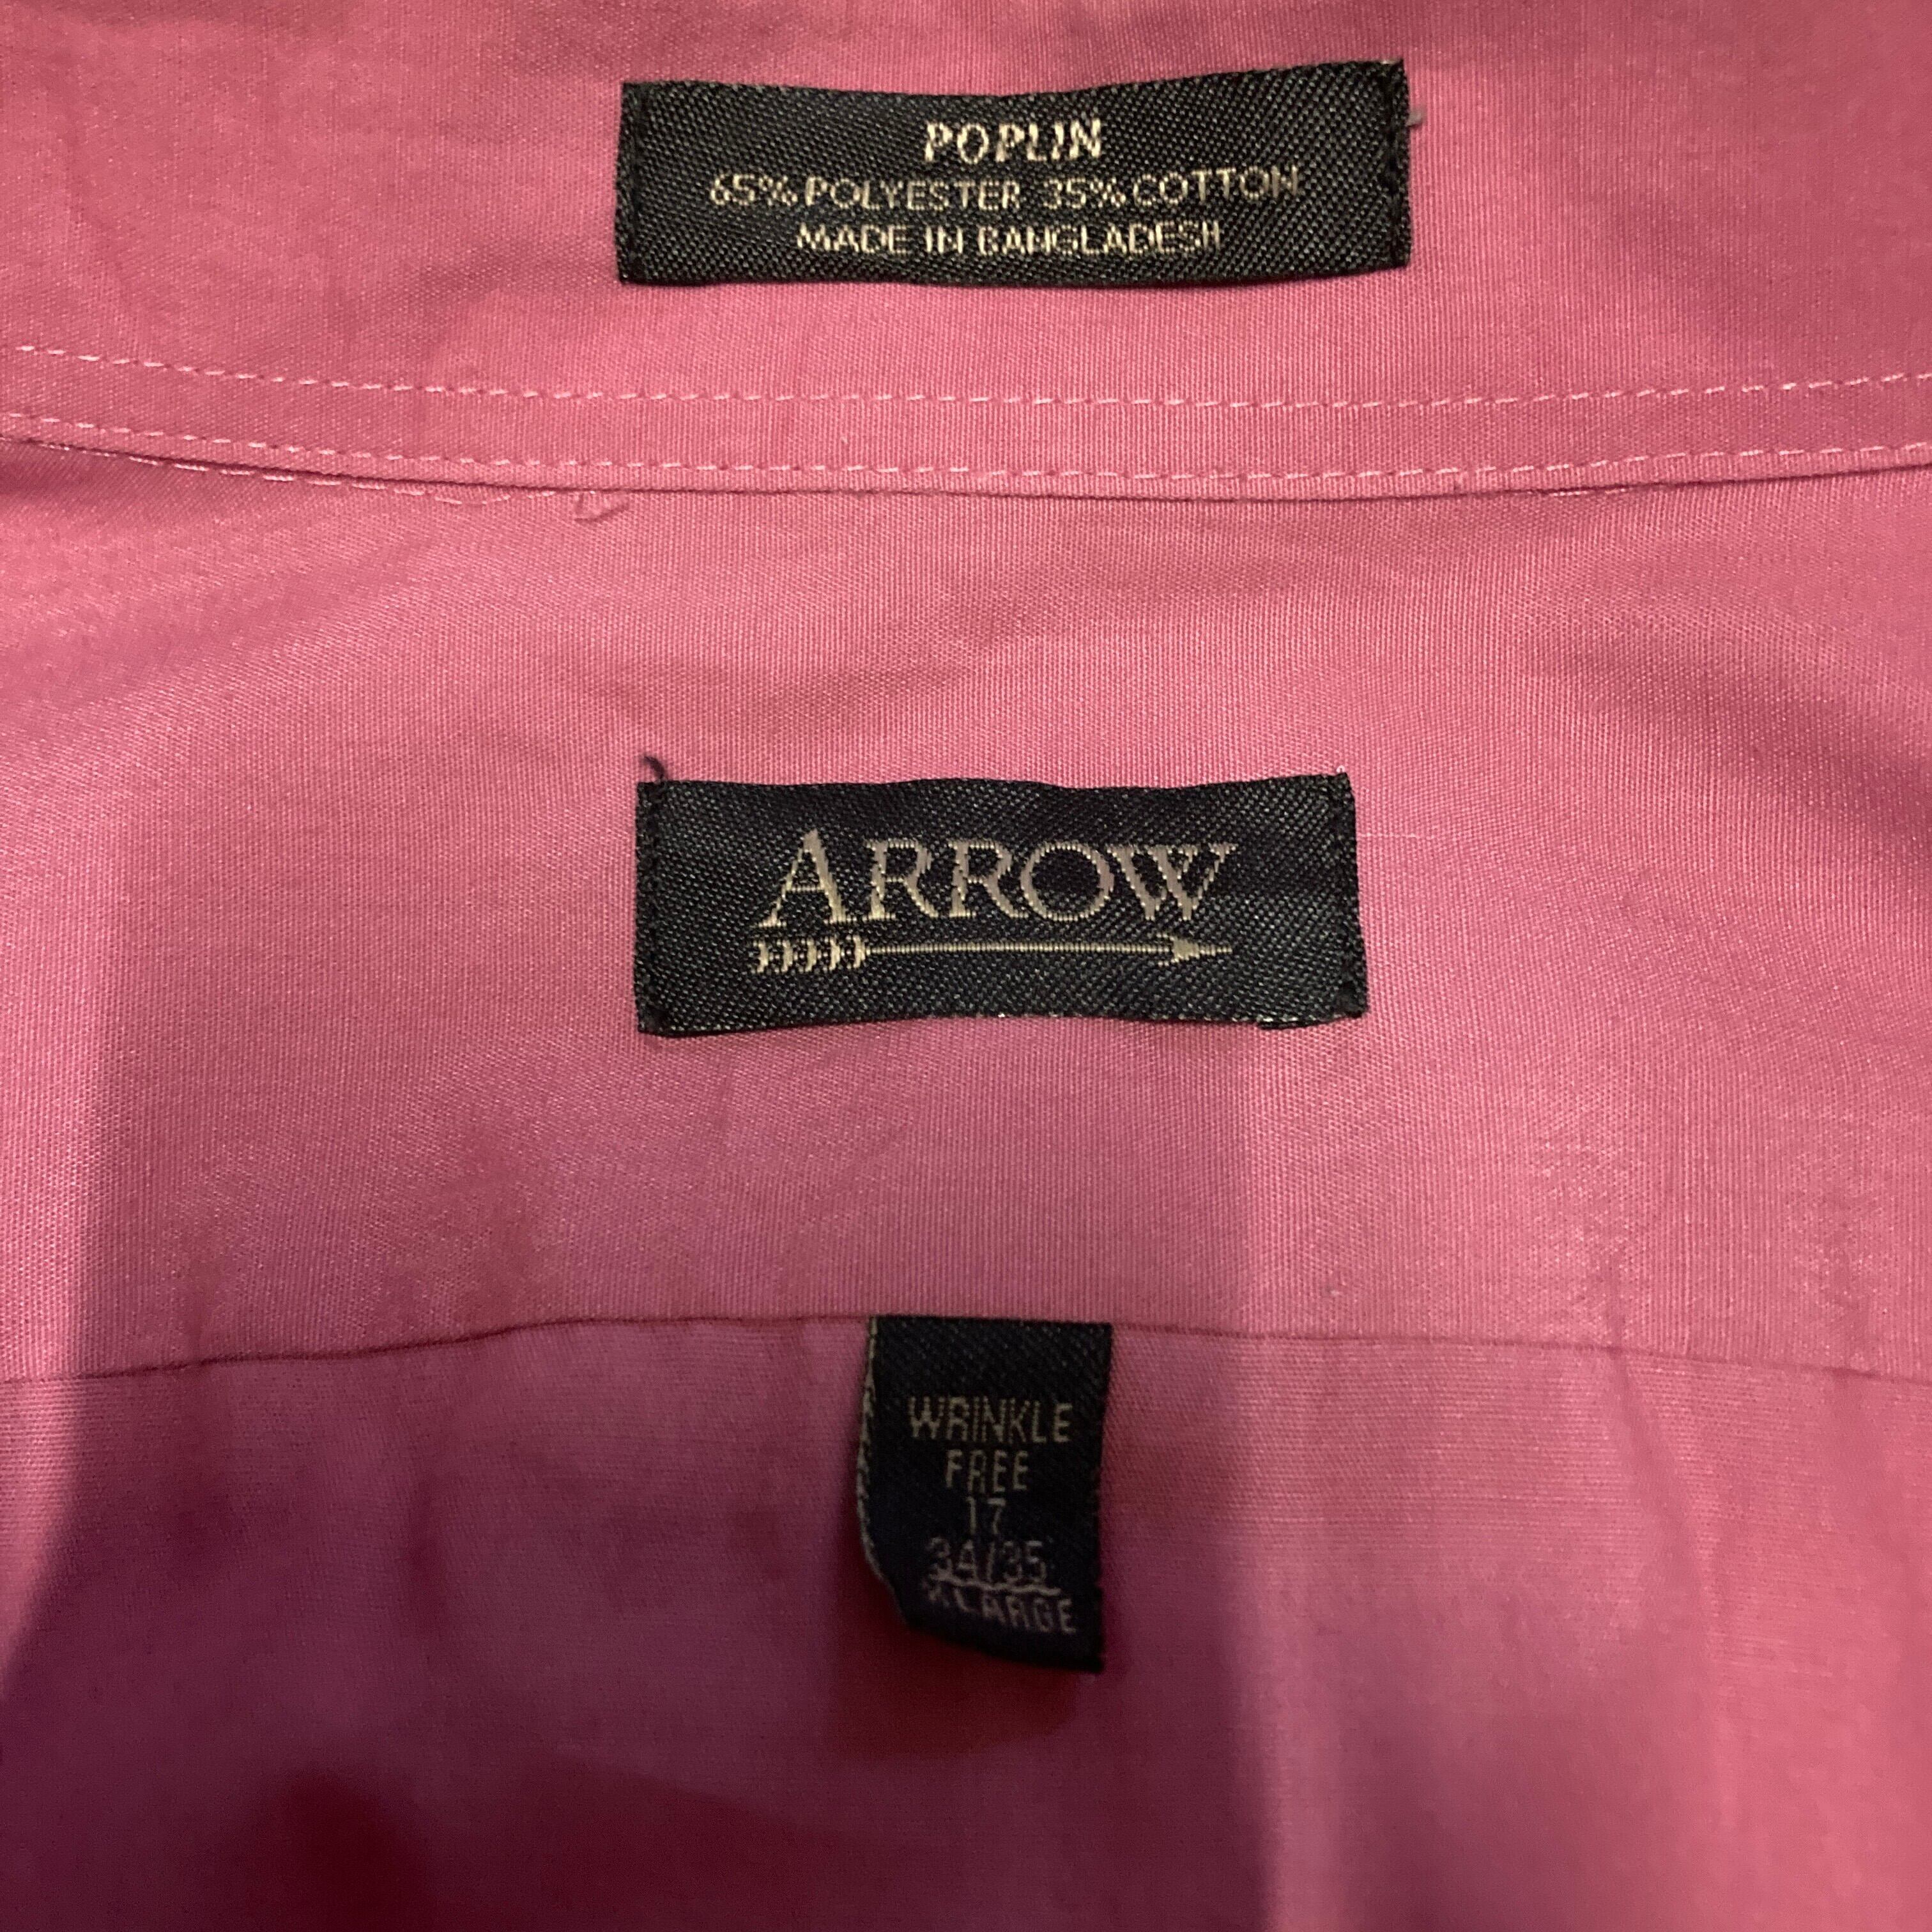 POPLIN
65% POLYESTER 35% COTTON
MADE IN BANGLADESH
ARROW
WRINKLE
FREE
17
34/35
XLARGE